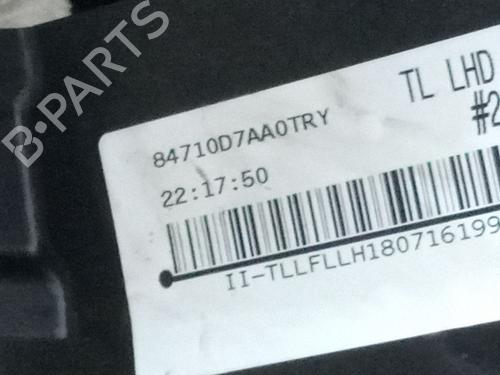 B-PARTS
TL LHD
#2
84710D7AA0TRY
22:17:50
II-TLLFLLH180716199